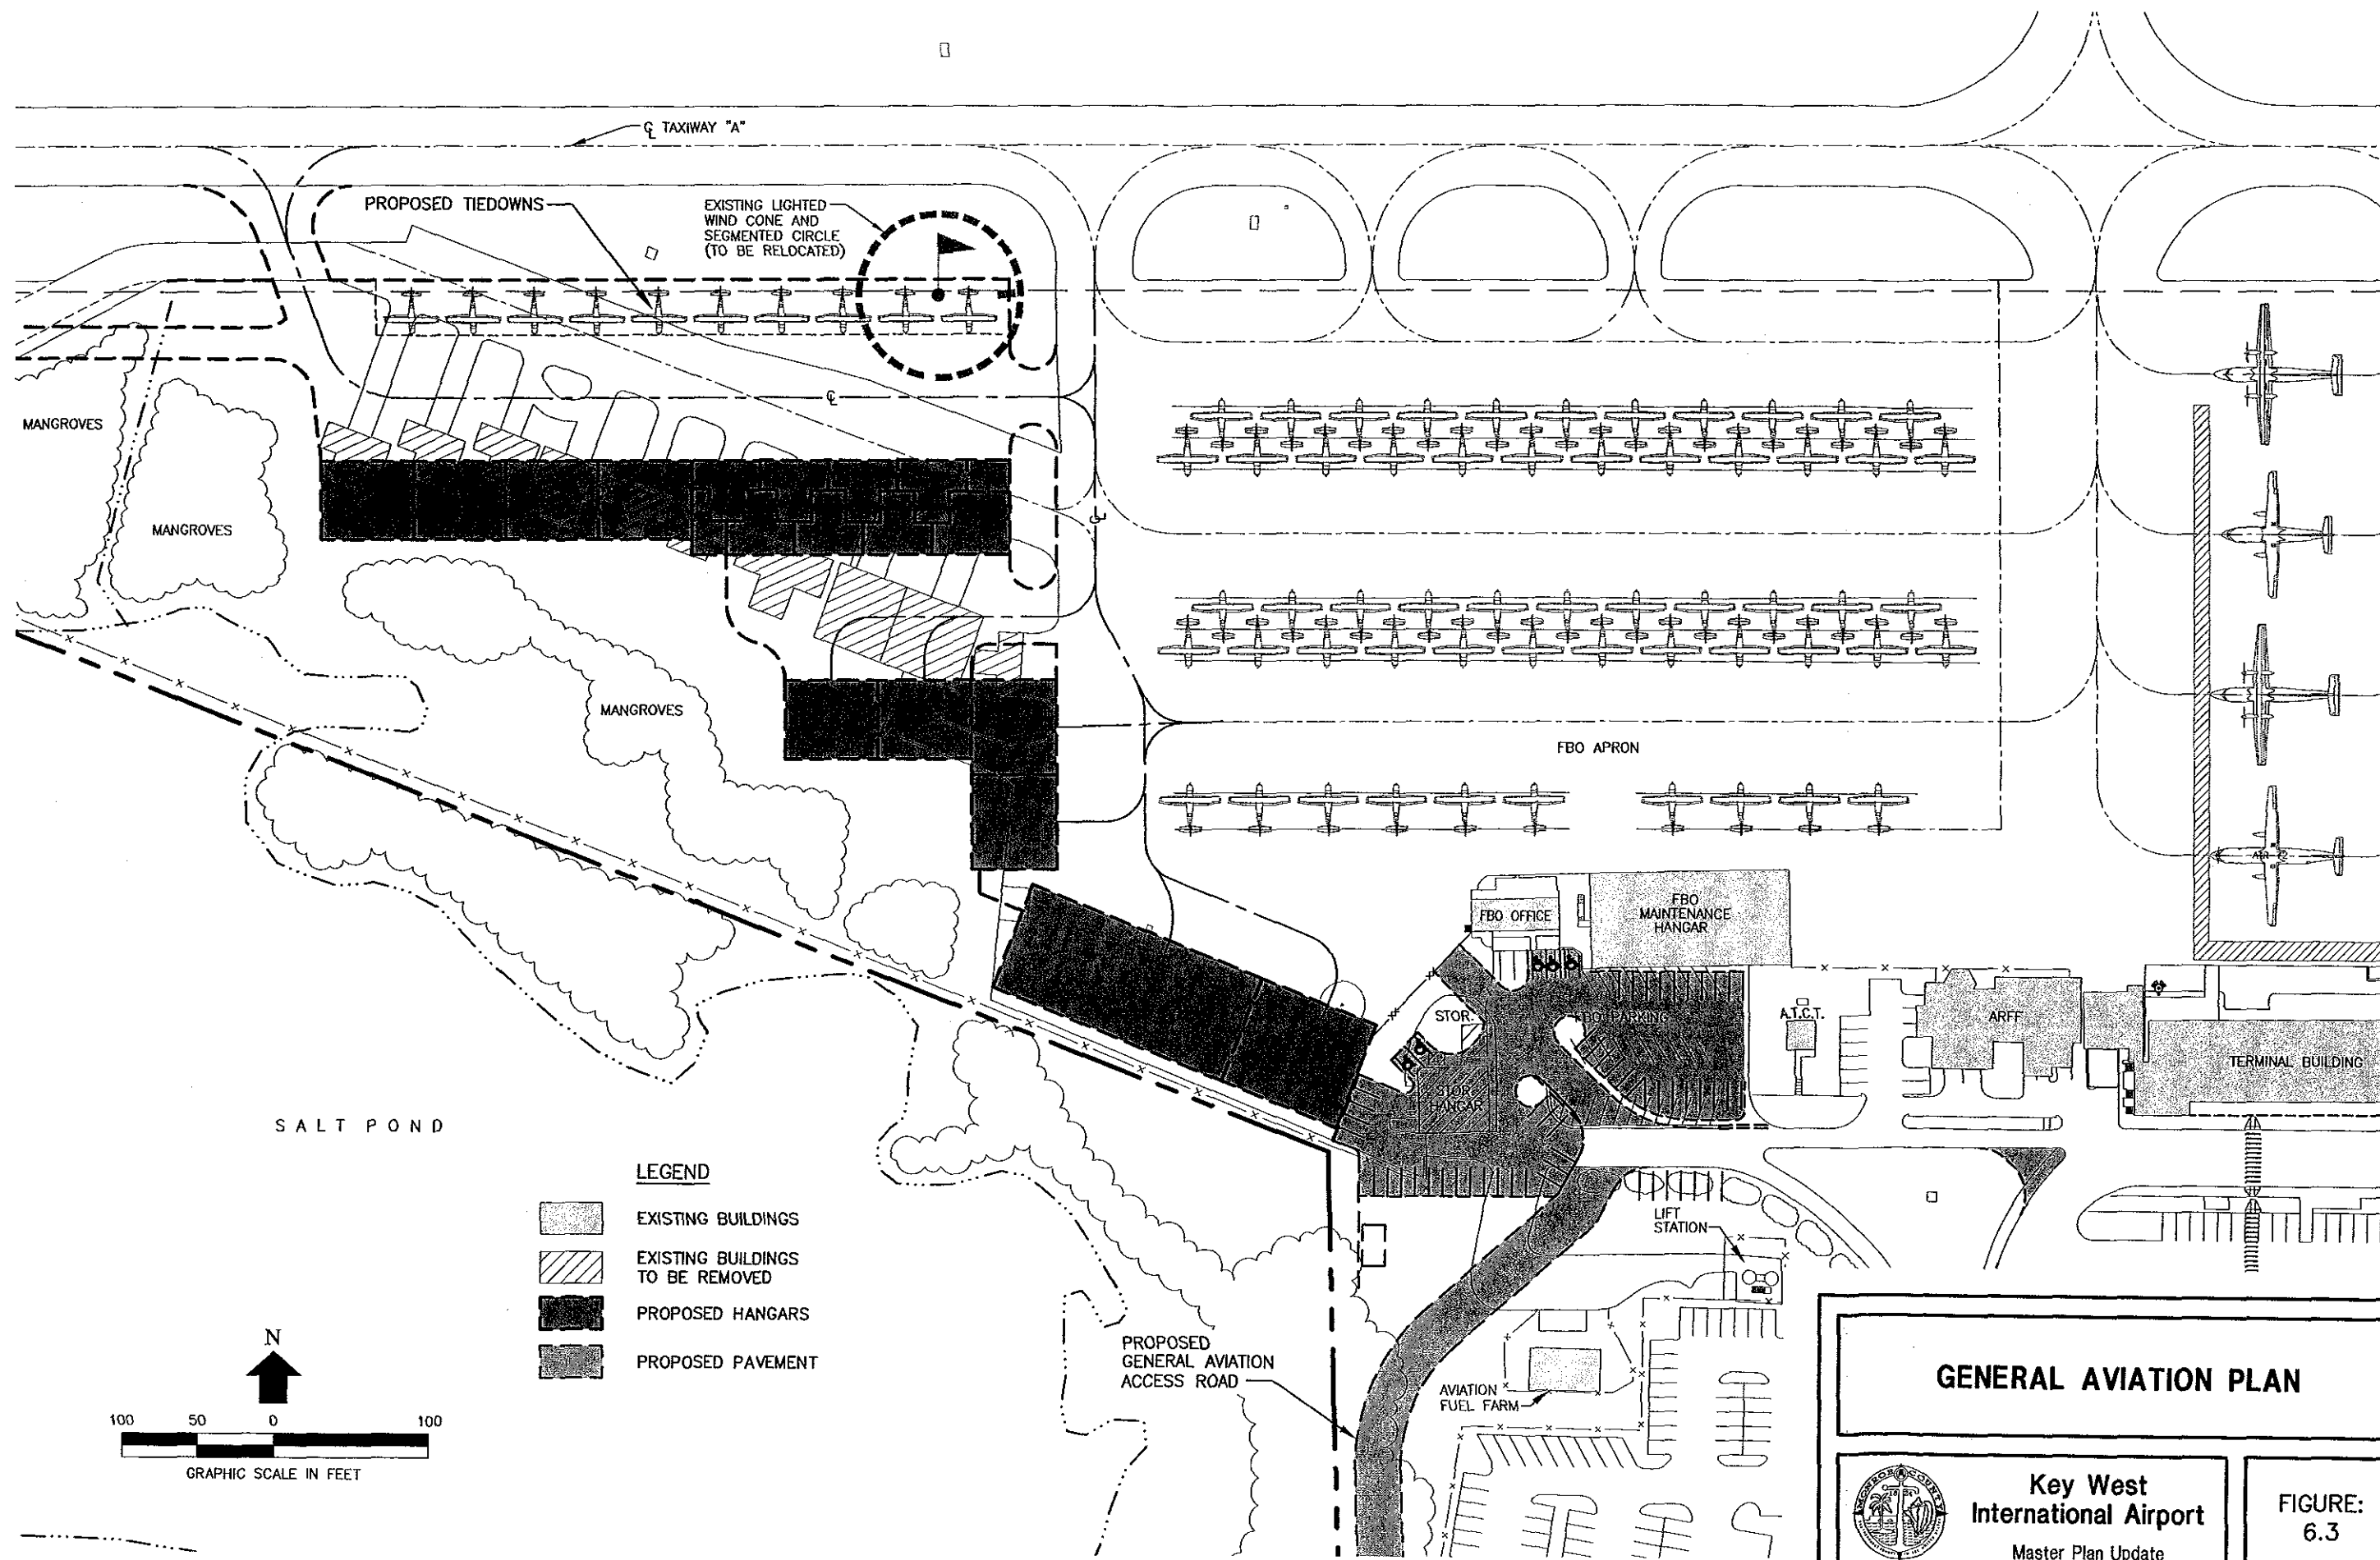 ℄ TAXIWAY "A"
PROPOSED TIEDOWNS
EXISTING LIGHTED
WIND CONE AND
SEGMENTED CIRCLE
(TO BE RELOCATED)
℄
MANGROVES
MANGROVES
℄
MANGROVES
FBO APRON
FBO OFFICE
FBO
MAINTENANCE
HANGAR
STOR.
FBO PARKING
A.T.C.T.
ARFF
TERMINAL BUILDING
STOR.
HANGAR
SALT POND
LEGEND
EXISTING BUILDINGS
EXISTING BUILDINGS
TO BE REMOVED
PROPOSED HANGARS
PROPOSED PAVEMENT
LIFT
STATION
PROPOSED
GENERAL AVIATION
ACCESS ROAD
AVIATION
FUEL FARM
N
100 50 0 100
GRAPHIC SCALE IN FEET
GENERAL AVIATION PLAN
MONROE COUNTY
Key West
International Airport
Master Plan Update
FIGURE:
6.3